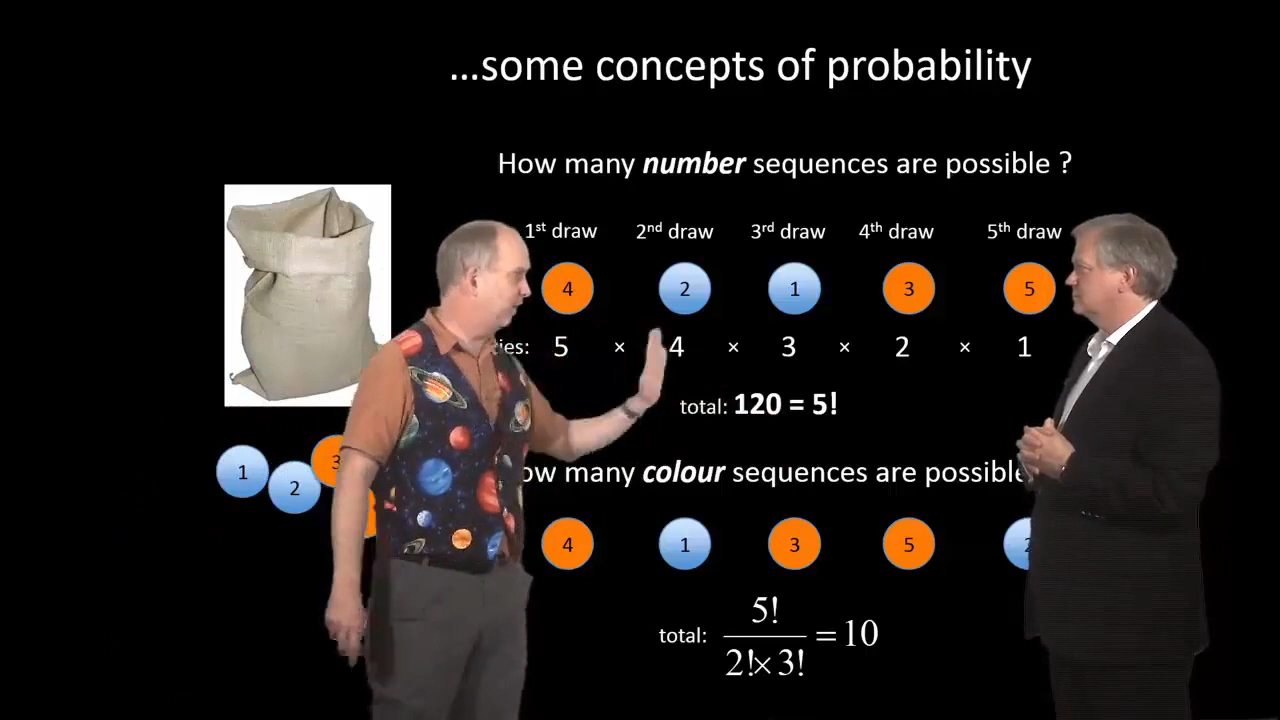 ...some concepts of probability
How many number sequences are possible ?
1st draw 2nd draw 3rd draw 4th draw 5th draw
4 2 1 3 5
5 × 4 × 3 × 2 × 1
total: 120 = 5!
1 2 3
many colour sequences are possible
4 1 3 5 2
total: 5! / 2!× 3! = 10